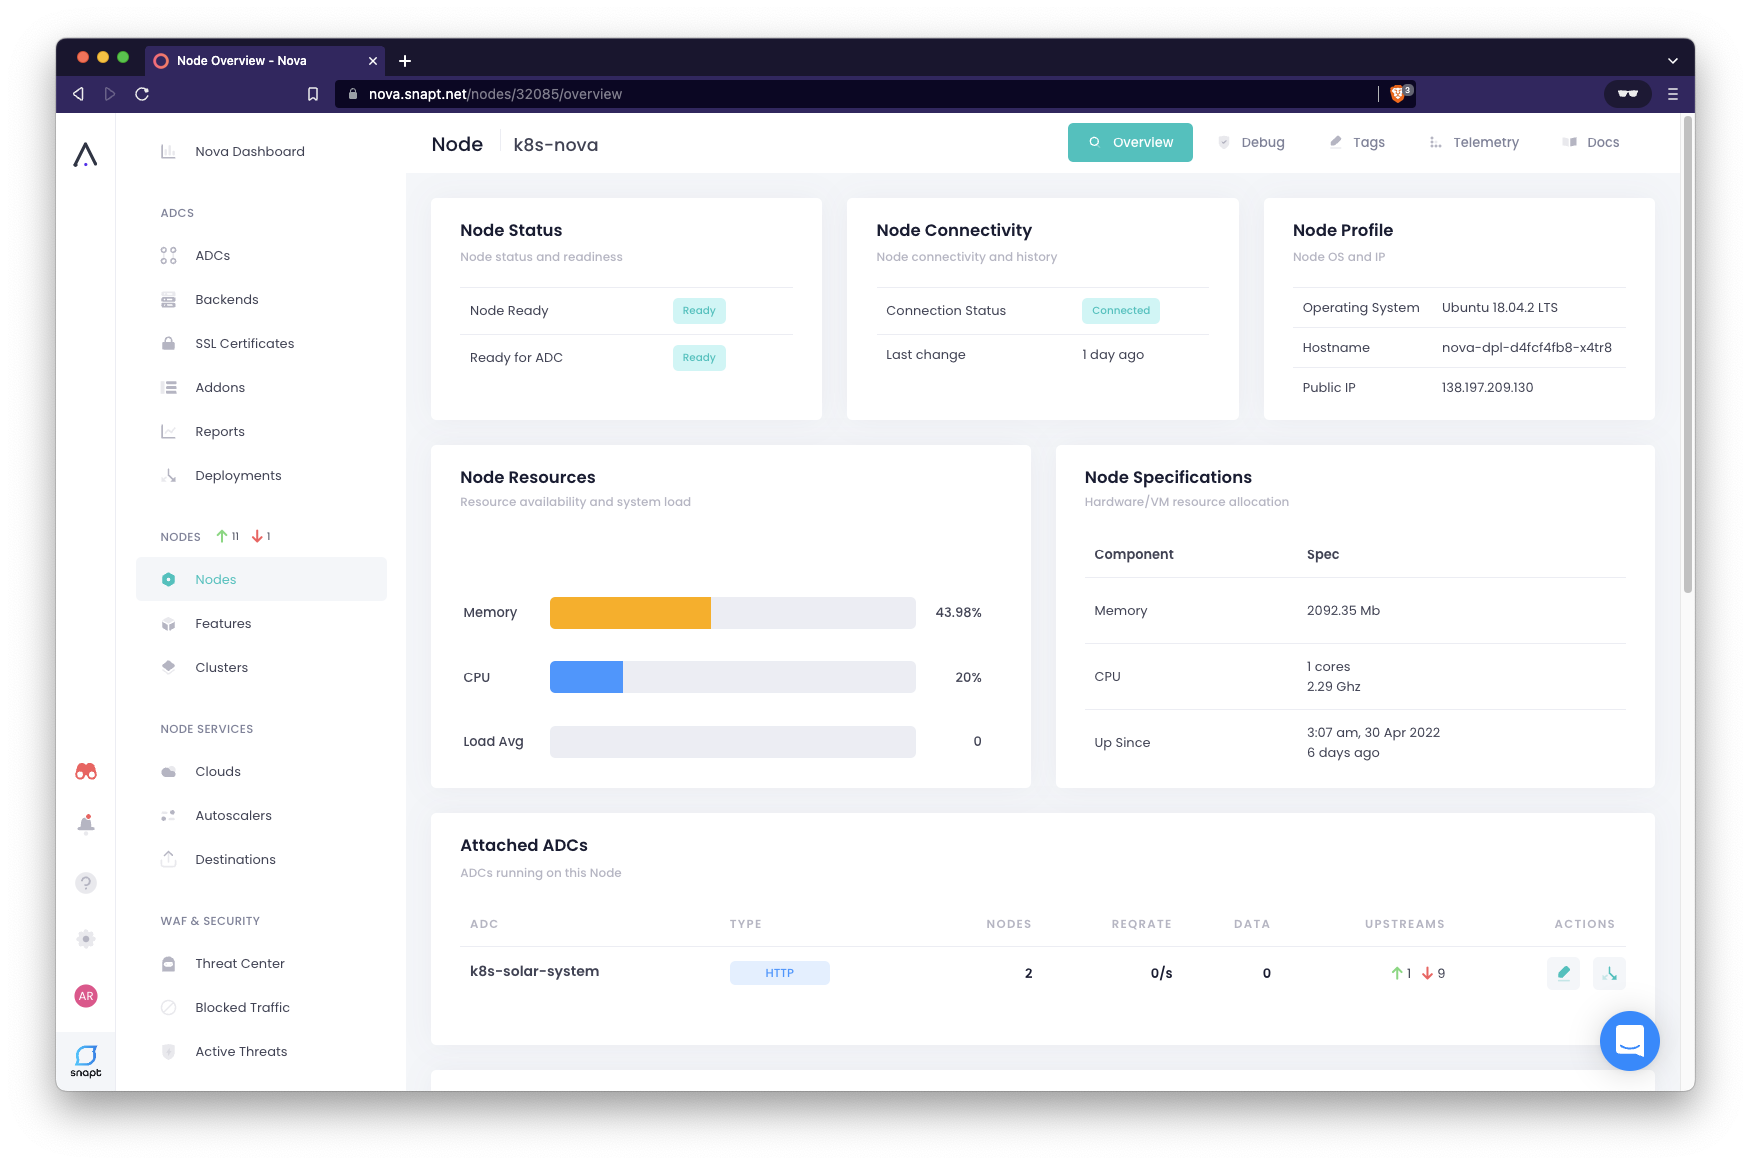 Node Overview - Nova
nova.snapt.net/nodes/32085/overview
3
Nova Dashboard
ADCS
ADCs
Backends
SSL Certificates
Addons
Reports
Deployments
NODES 11 1
Nodes
Features
Clusters
NODE SERVICES
Clouds
Autoscalers
Destinations
WAF & SECURITY
Threat Center
Blocked Traffic
Active Threats
AR
snapt
Node k8s-nova
Overview Debug Tags Telemetry Docs
Node Status
Node status and readiness
Node Ready Ready
Ready for ADC Ready
Node Connectivity
Node connectivity and history
Connection Status Connected
Last change 1 day ago
Node Profile
Node OS and IP
Operating System Ubuntu 18.04.2 LTS
Hostname nova-dpl-d4fcf4fb8-x4tr8
Public IP 138.197.209.130
Node Resources
Resource availability and system load
Memory 43.98%
CPU 20%
Load Avg 0
Node Specifications
Hardware/VM resource allocation
Component Spec
Memory 2092.35 Mb
CPU 1 cores
2.29 Ghz
Up Since 3:07 am, 30 Apr 2022
6 days ago
Attached ADCs
ADCs running on this Node
ADC TYPE NODES REQRATE DATA UPSTREAMS ACTIONS
k8s-solar-system HTTP 2 0/s 0 1 9